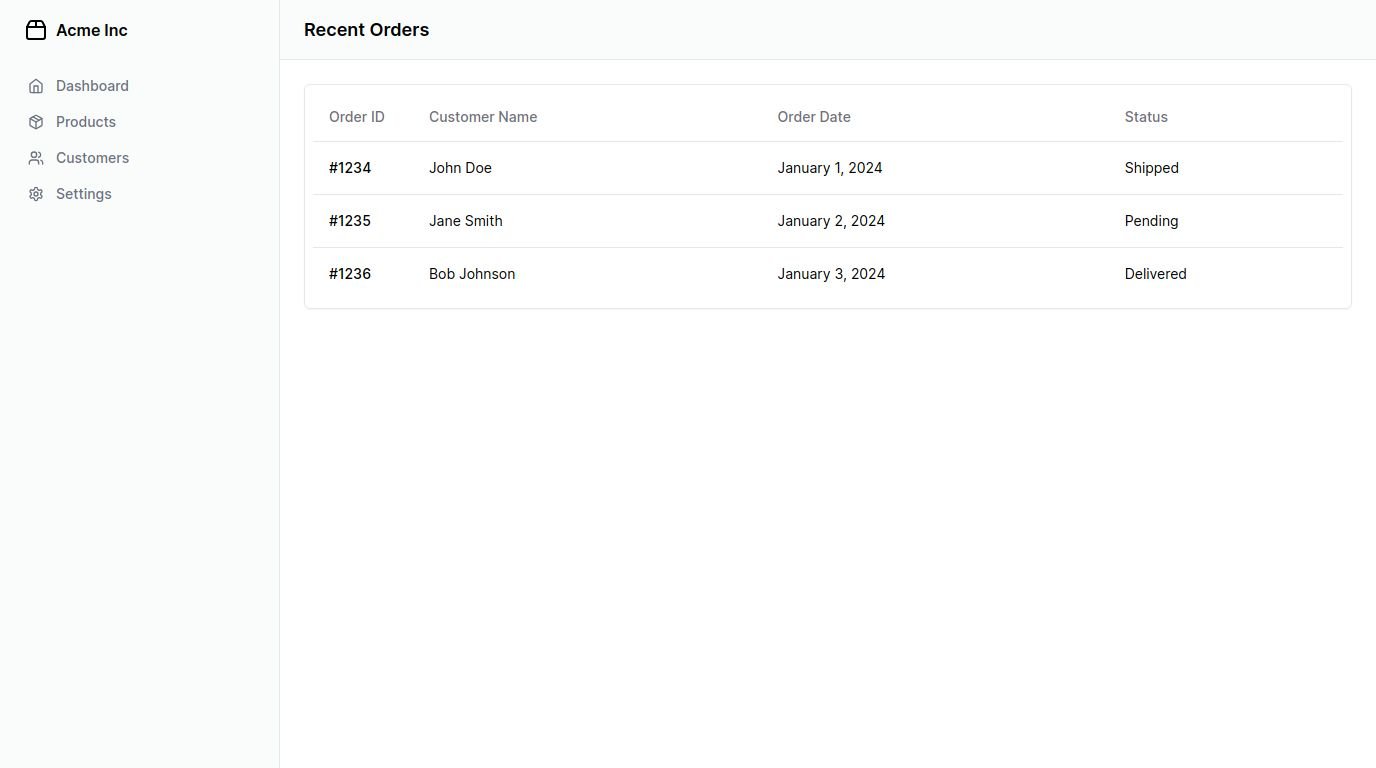 Acme Inc
Dashboard
Products
Customers
Settings
Recent Orders
Order ID Customer Name Order Date Status
#1234 John Doe January 1, 2024 Shipped
#1235 Jane Smith January 2, 2024 Pending
#1236 Bob Johnson January 3, 2024 Delivered